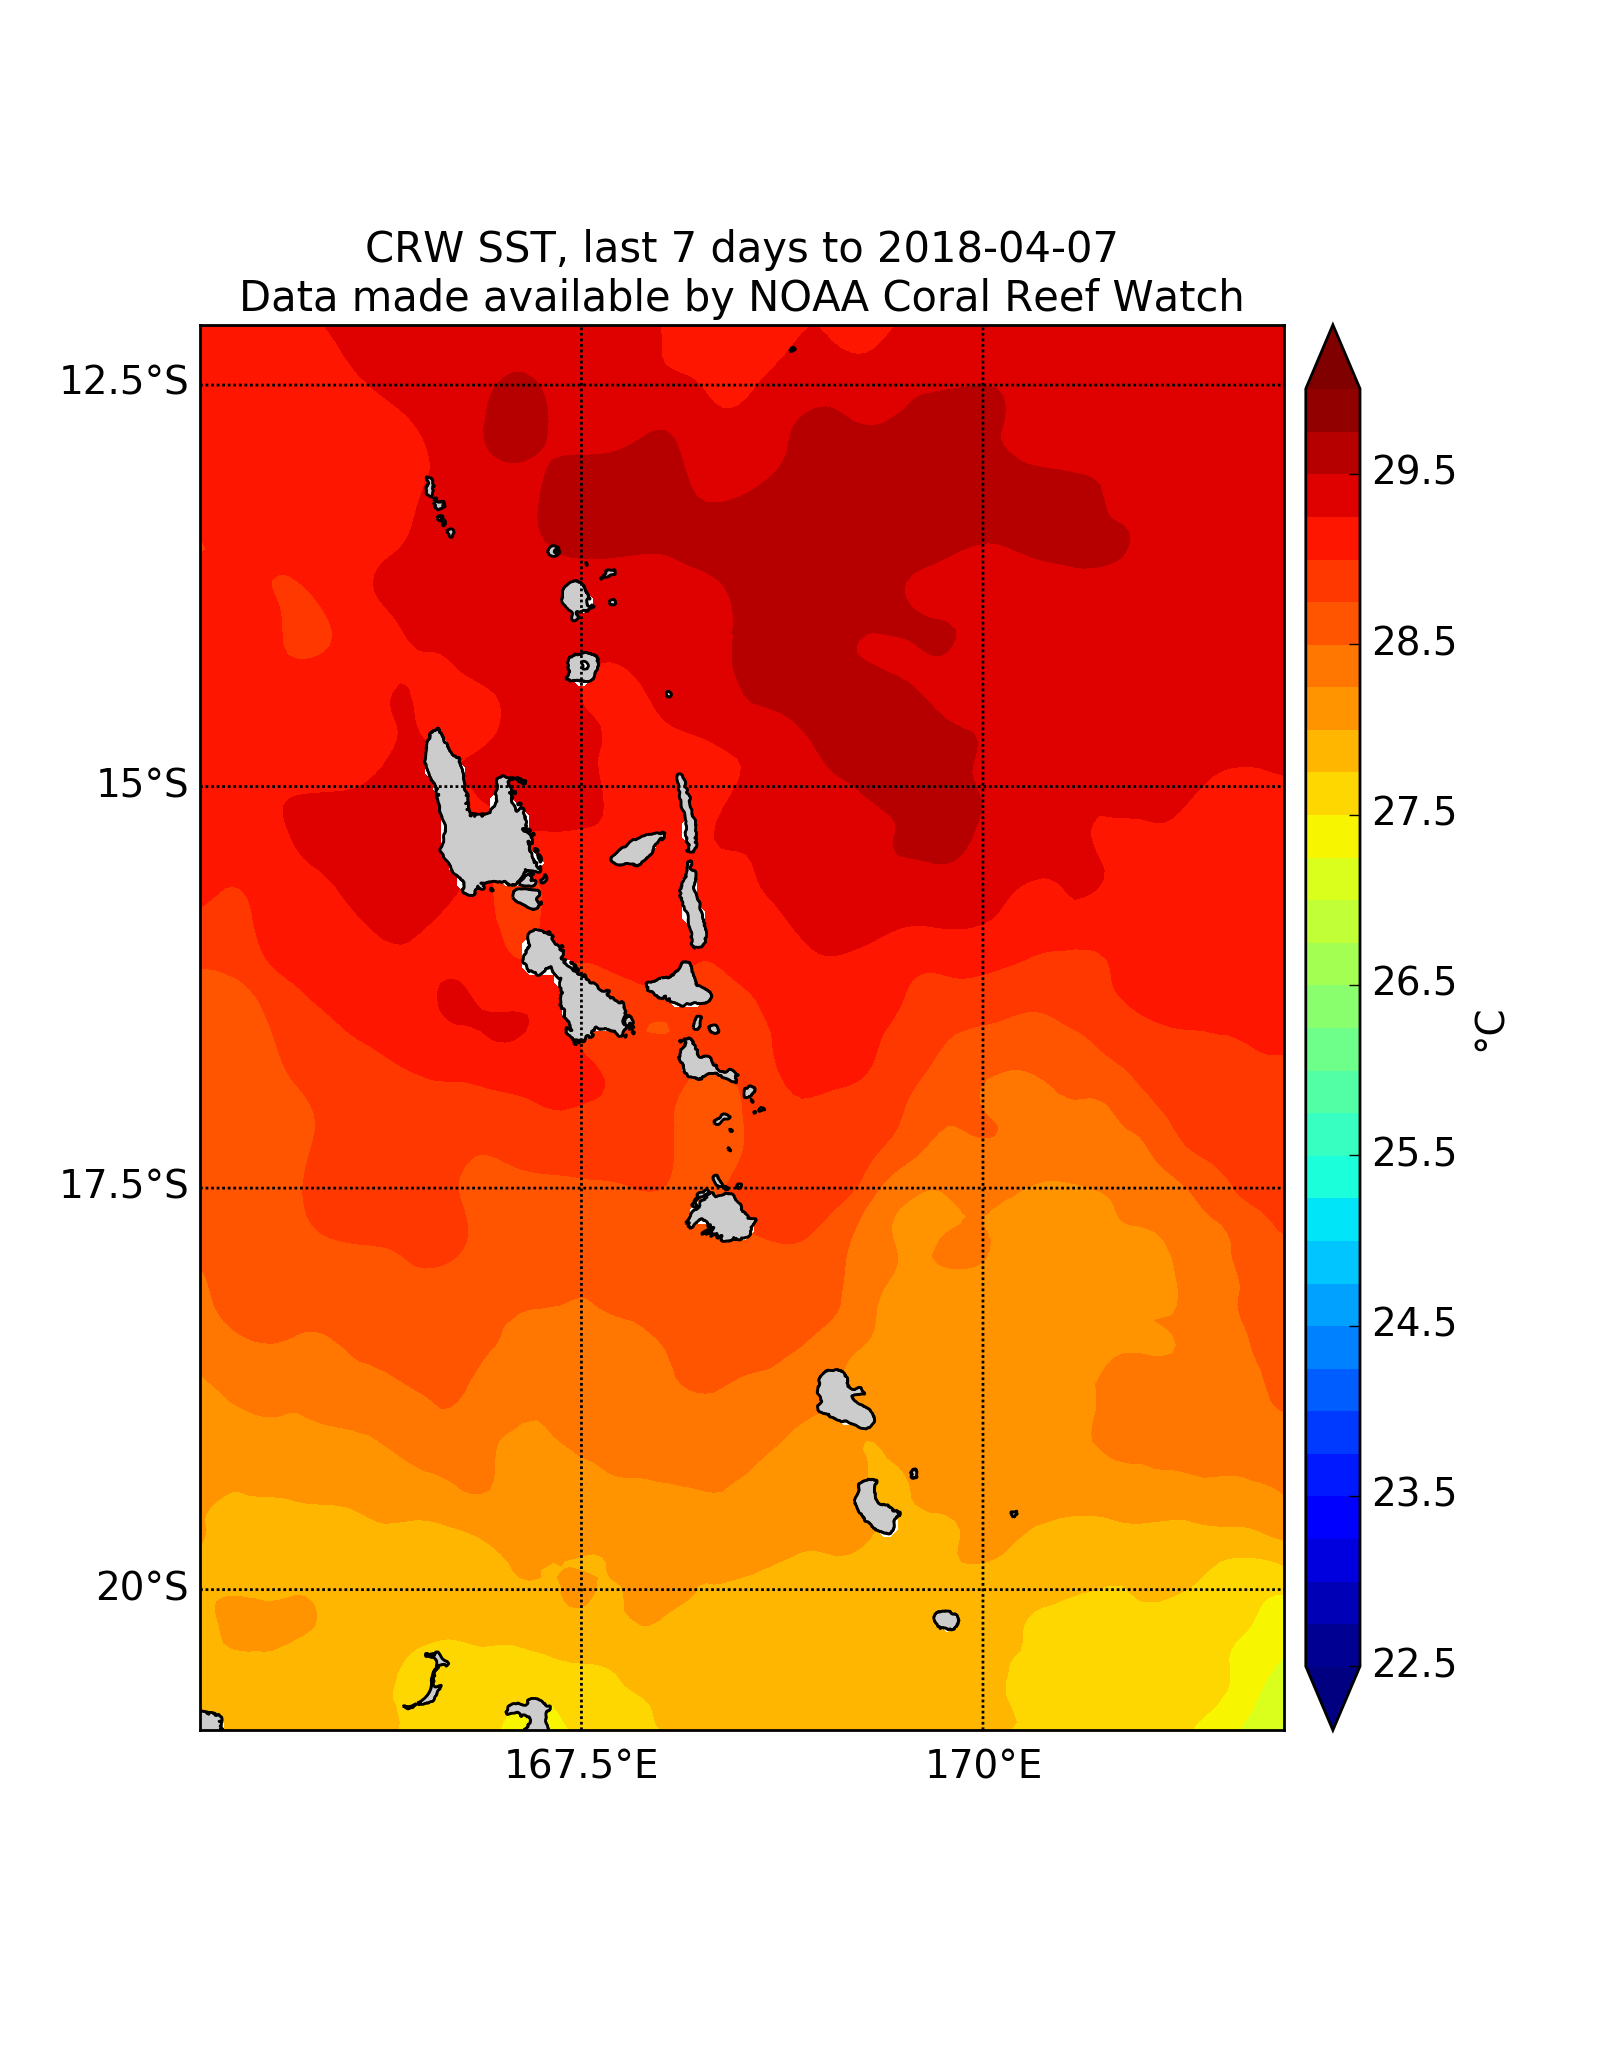 CRW SST, last 7 days to 2018-04-07
Data made available by NOAA Coral Reef Watch
12.5°S
15°S
17.5°S
20°S
167.5°E
170°E
29.5
28.5
27.5
26.5
25.5
24.5
23.5
22.5
°C